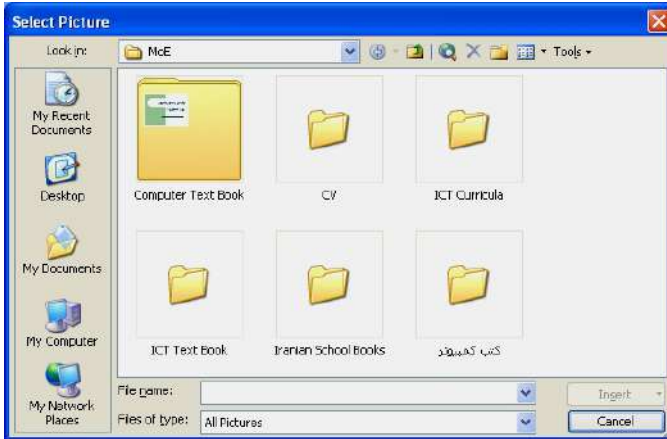 Select Picture
Look in:
McE
Tools
My Recent
Documents
Desktop
My Documents
My Computer
My Network
Places
Computer Text Book
CV
ICT Curricula
ICT Text Book
Iranian School Books
كتب كمپيوتر
File name:
Files of type:
All Pictures
Insert
Cancel